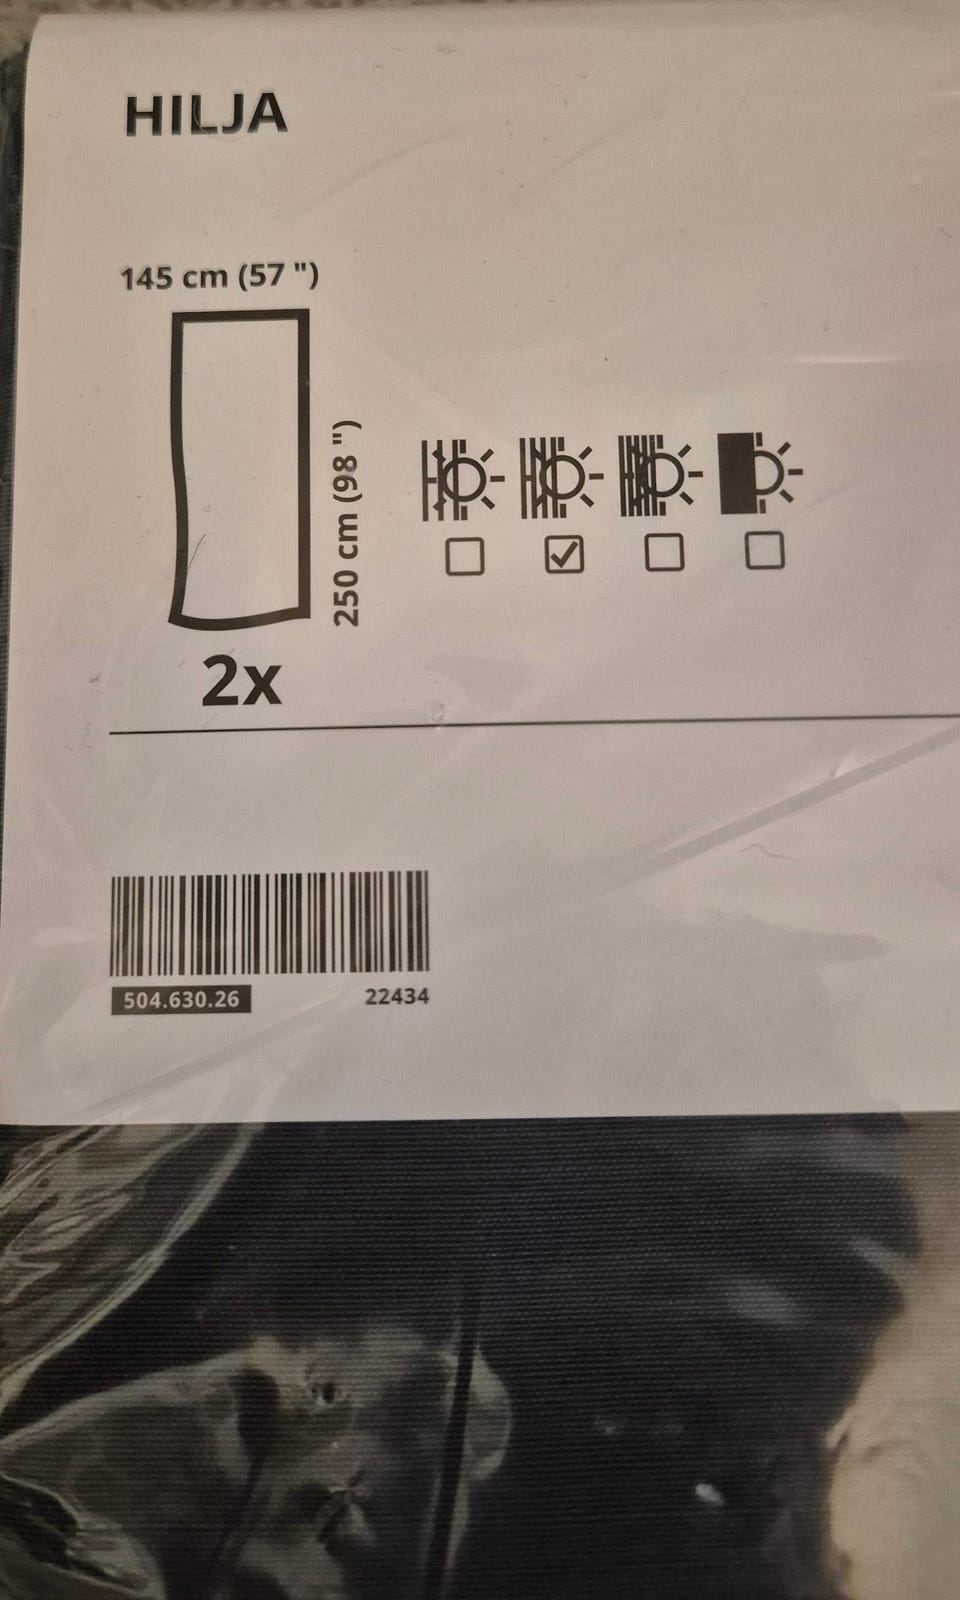 HILJA
145 cm (57 ")
250 cm (98 ")
2x
504.630.26
22434